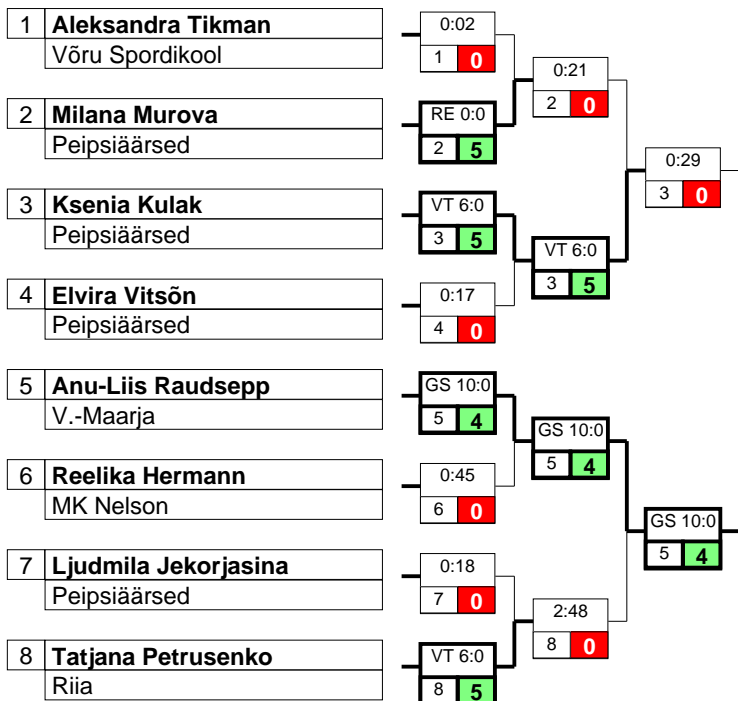 1 Aleksandra Tikman
Võru Spordikool
0:02
1 0
2 Milana Murova
Peipsiäärsed
RE 0:0
2 5
0:21
2 0
3 Ksenia Kulak
Peipsiäärsed
VT 6:0
3 5
4 Elvira Vitsõn
Peipsiäärsed
0:17
4 0
VT 6:0
3 5
0:29
3 0
5 Anu-Liis Raudsepp
V.-Maarja
GS 10:0
5 4
6 Reelika Hermann
MK Nelson
0:45
6 0
GS 10:0
5 4
7 Ljudmila Jekorjasina
Peipsiäärsed
0:18
7 0
8 Tatjana Petrusenko
Riia
VT 6:0
8 5
2:48
8 0
GS 10:0
5 4